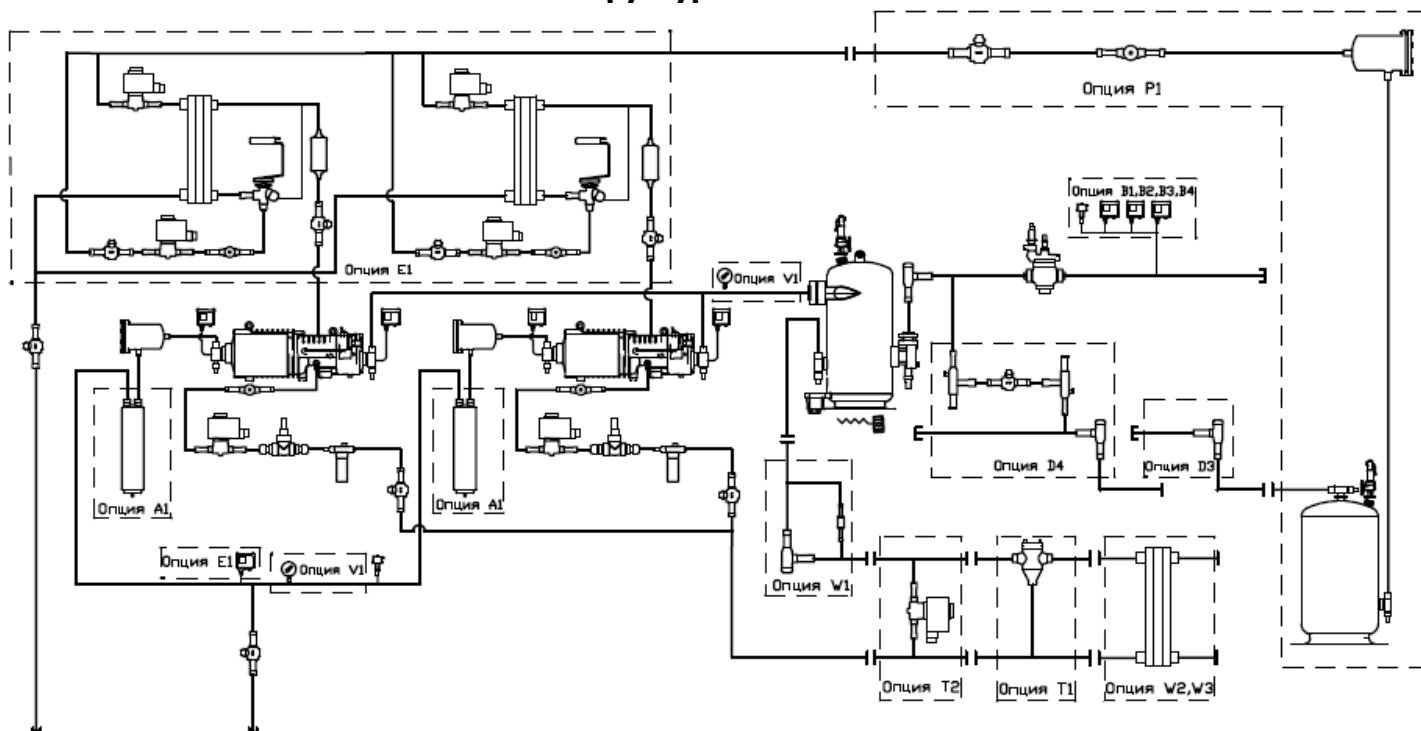 Опция P1
Опция B1,B2,B3,B4
Опция E1
Опция V1
Опция D4
Опция D3
Опция A1
Опция A1
Опция E1
Опция V1
Опция W1
Опция T2
Опция T1
Опция W2,W3